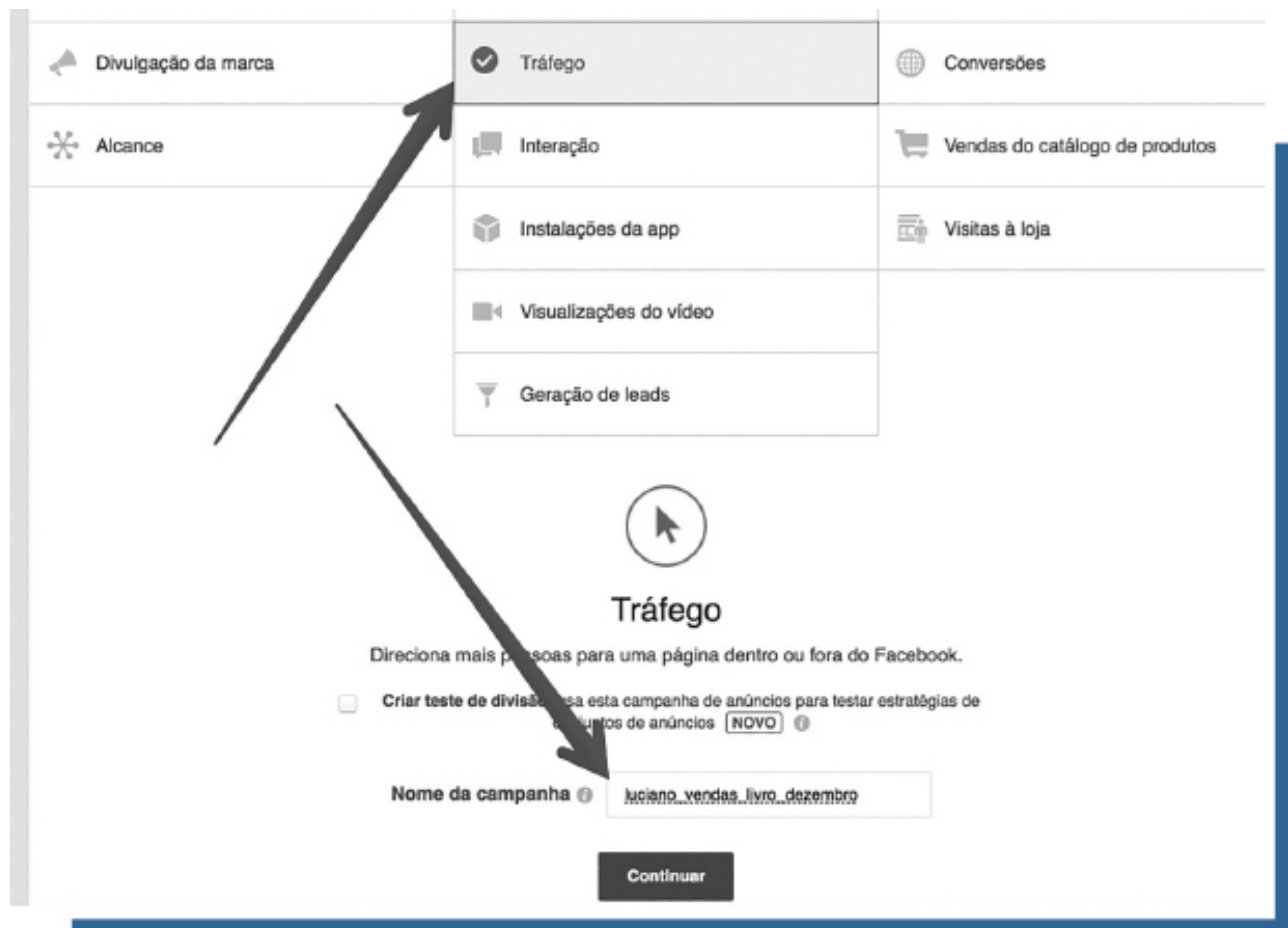 Divulgação da marca
Tráfego
Conversões
Alcance
Interação
Vendas do catálogo de produtos
Instalações da app
Visitas à loja
Visualizações do vídeo
Geração de leads
Tráfego
Direciona mais pessoas para uma página dentro ou fora do Facebook.
Criar teste de divisão esta campanha de anúncios para testar estratégias de
de anúncios NOVO
Nome da campanha luciano_vendas_livro_dezembro
Continuar